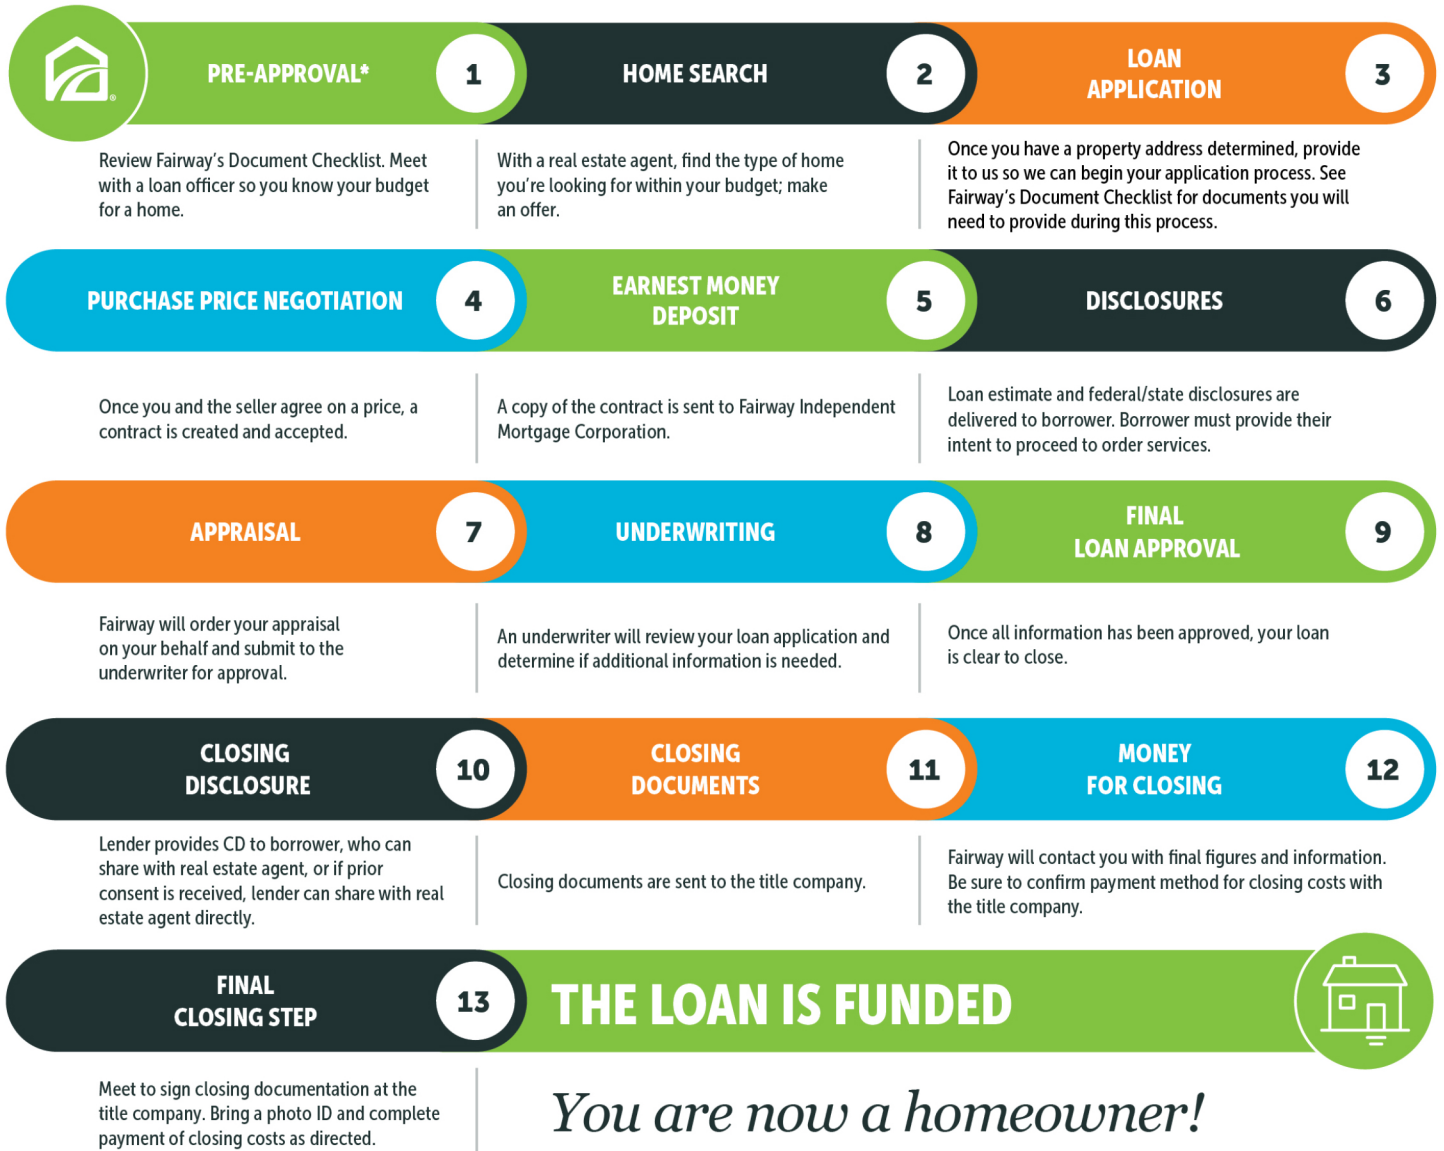 PRE-APPROVAL*
1
Review Fairway's Document Checklist. Meet
with a loan officer so you know your budget
for a home.
HOME SEARCH
2
With a real estate agent, find the type of home
you're looking for within your budget; make
an offer.
LOAN
APPLICATION
3
Once you have a property address determined, provide
it to us so we can begin your application process. See
Fairway's Document Checklist for documents you will
need to provide during this process.
PURCHASE PRICE NEGOTIATION
4
Once you and the seller agree on a price, a
contract is created and accepted.
EARNEST MONEY
DEPOSIT
5
A copy of the contract is sent to Fairway Independent
Mortgage Corporation.
DISCLOSURES
6
Loan estimate and federal/state disclosures are
delivered to borrower. Borrower must provide their
intent to proceed to order services.
APPRAISAL
7
Fairway will order your appraisal
on your behalf and submit to the
underwriter for approval.
UNDERWRITING
8
An underwriter will review your loan application and
determine if additional information is needed.
FINAL
LOAN APPROVAL
9
Once all information has been approved, your loan
is clear to close.
CLOSING
DISCLOSURE
10
Lender provides CD to borrower, who can
share with real estate agent, or if prior
consent is received, lender can share with real
estate agent directly.
CLOSING
DOCUMENTS
11
Closing documents are sent to the title company.
MONEY
FOR CLOSING
12
Fairway will contact you with final figures and information.
Be sure to confirm payment method for closing costs with
the title company.
FINAL
CLOSING STEP
13
Meet to sign closing documentation at the
title company. Bring a photo ID and complete
payment of closing costs as directed.
THE LOAN IS FUNDED
You are now a homeowner!